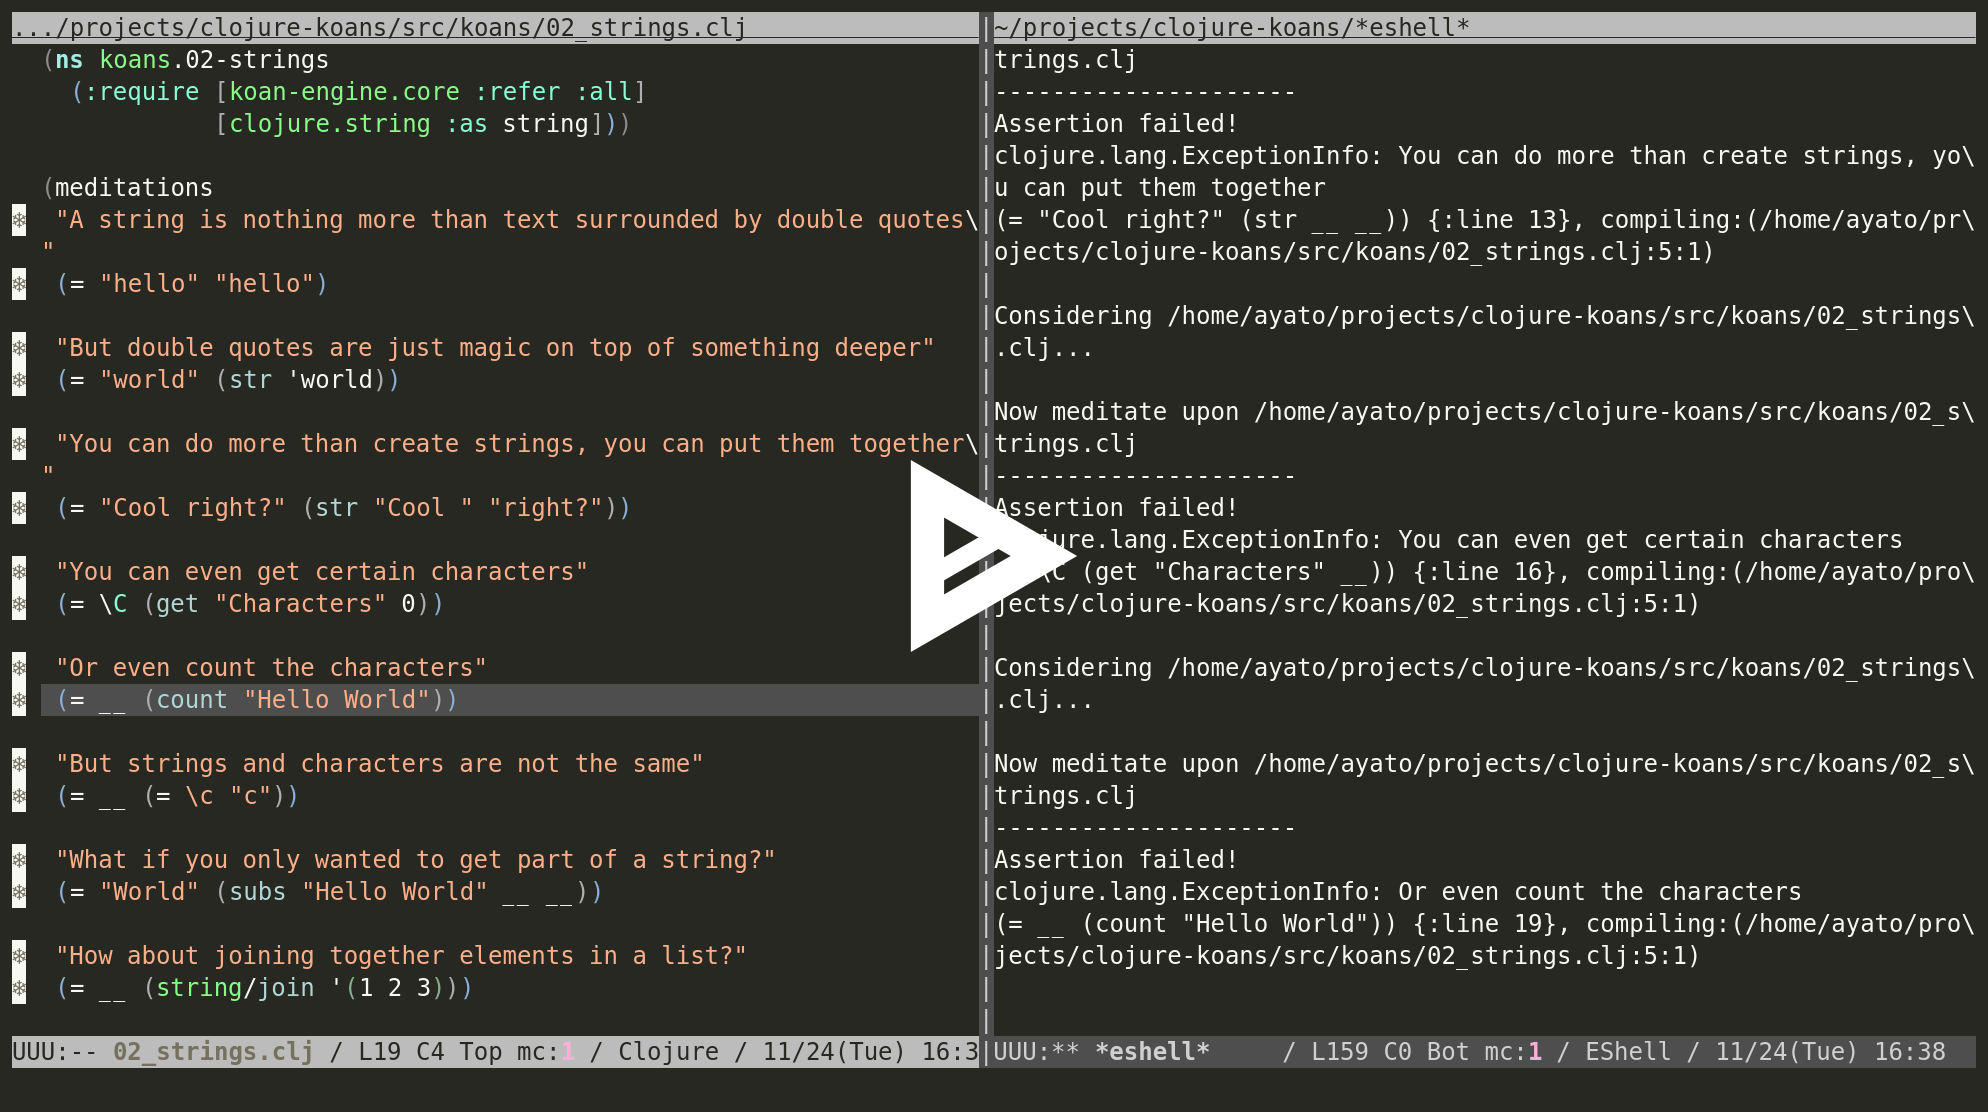 .../projects/clojure-koans/src/koans/02_strings.clj
(ns koans.02-strings
(:require [koan-engine.core :refer :all]
[clojure.string :as string]))
(meditations
"A string is nothing more than text surrounded by double quotes\
"
(= "hello" "hello")
"But double quotes are just magic on top of something deeper"
(= "world" (str 'world))
"You can do more than create strings, you can put them together\
"
(= "Cool right?" (str "Cool " "right?"))
"You can even get certain characters"
(= \C (get "Characters" 0))
"Or even count the characters"
(= __ (count "Hello World"))
"But strings and characters are not the same"
(= __ (= \c "c"))
"What if you only wanted to get part of a string?"
(= "World" (subs "Hello World" __ __))
"How about joining together elements in a list?"
(= __ (string/join '(1 2 3)))
UUU:-- 02_strings.clj / L19 C4 Top mc:1 / Clojure / 11/24(Tue) 16:3
~/projects/clojure-koans/*eshell*
trings.clj
---------------------
Assertion failed!
clojure.lang.ExceptionInfo: You can do more than create strings, yo\
u can put them together
(= "Cool right?" (str __ __)) {:line 13}, compiling:(/home/ayato/pr\
ojects/clojure-koans/src/koans/02_strings.clj:5:1)
Considering /home/ayato/projects/clojure-koans/src/koans/02_strings\
.clj...
Now meditate upon /home/ayato/projects/clojure-koans/src/koans/02_s\
trings.clj
---------------------
Assertion failed!
jure.lang.ExceptionInfo: You can even get certain characters
\C (get "Characters" __)) {:line 16}, compiling:(/home/ayato/pro\
jects/clojure-koans/src/koans/02_strings.clj:5:1)
Considering /home/ayato/projects/clojure-koans/src/koans/02_strings\
.clj...
Now meditate upon /home/ayato/projects/clojure-koans/src/koans/02_s\
trings.clj
---------------------
Assertion failed!
clojure.lang.ExceptionInfo: Or even count the characters
(= __ (count "Hello World")) {:line 19}, compiling:(/home/ayato/pro\
jects/clojure-koans/src/koans/02_strings.clj:5:1)
UUU:** *eshell* / L159 C0 Bot mc:1 / EShell / 11/24(Tue) 16:38